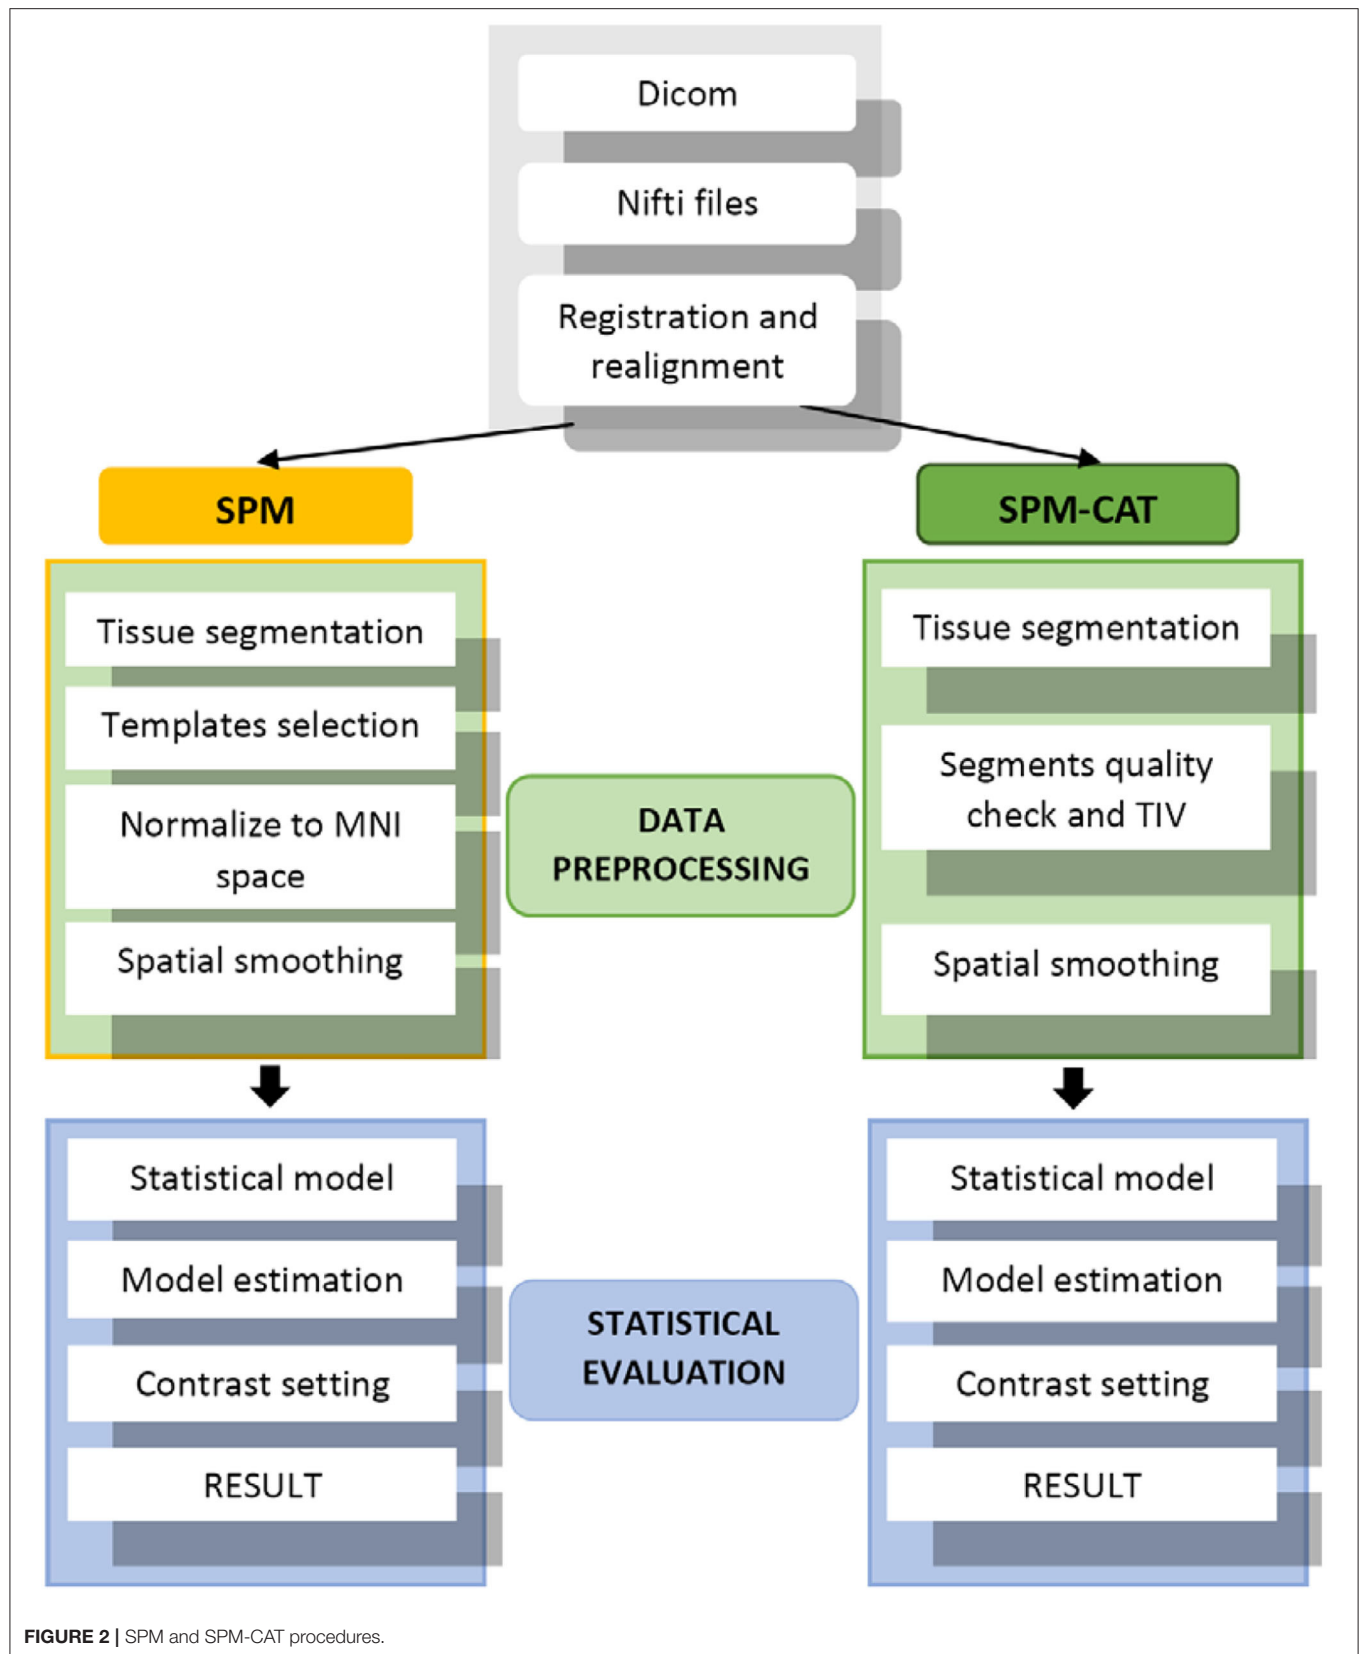 Dicom
Nifti files
Registration and
realignment
SPM
Tissue segmentation
Templates selection
Normalize to MNI
space
Spatial smoothing
SPM-CAT
Tissue segmentation
Segments quality
check and TIV
Spatial smoothing
DATA
PREPROCESSING
Statistical model
Model estimation
Contrast setting
RESULT
STATISTICAL
EVALUATION
Statistical model
Model estimation
Contrast setting
RESULT
FIGURE 2 | SPM and SPM-CAT procedures.